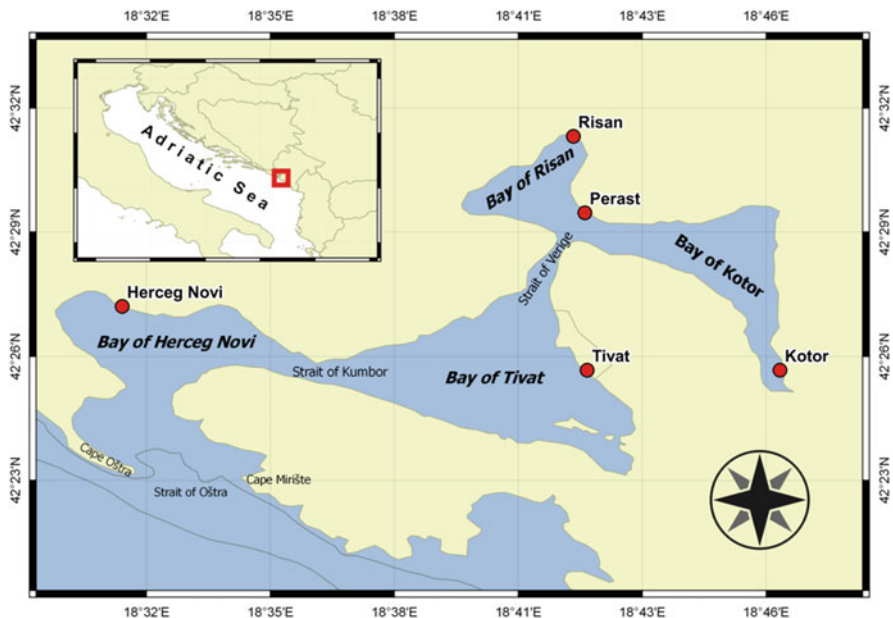 18°32'E 18°35'E 18°38'E 18°41'E 18°43'E 18°46'E
42°32'N 42°32'N
Adriatic Sea
Risan
Bay of Risan
Perast
42°29'N 42°29'N
Strait of Verige
Bay of Kotor
Herceg Novi
Bay of Herceg Novi
42°26'N 42°26'N
Strait of Kumbor
Bay of Tivat
Tivat
Kotor
Cape Oštra
Cape Mirište
42°23'N 42°23'N
Strait of Oštra
18°32'E 18°35'E 18°38'E 18°41'E 18°43'E 18°46'E